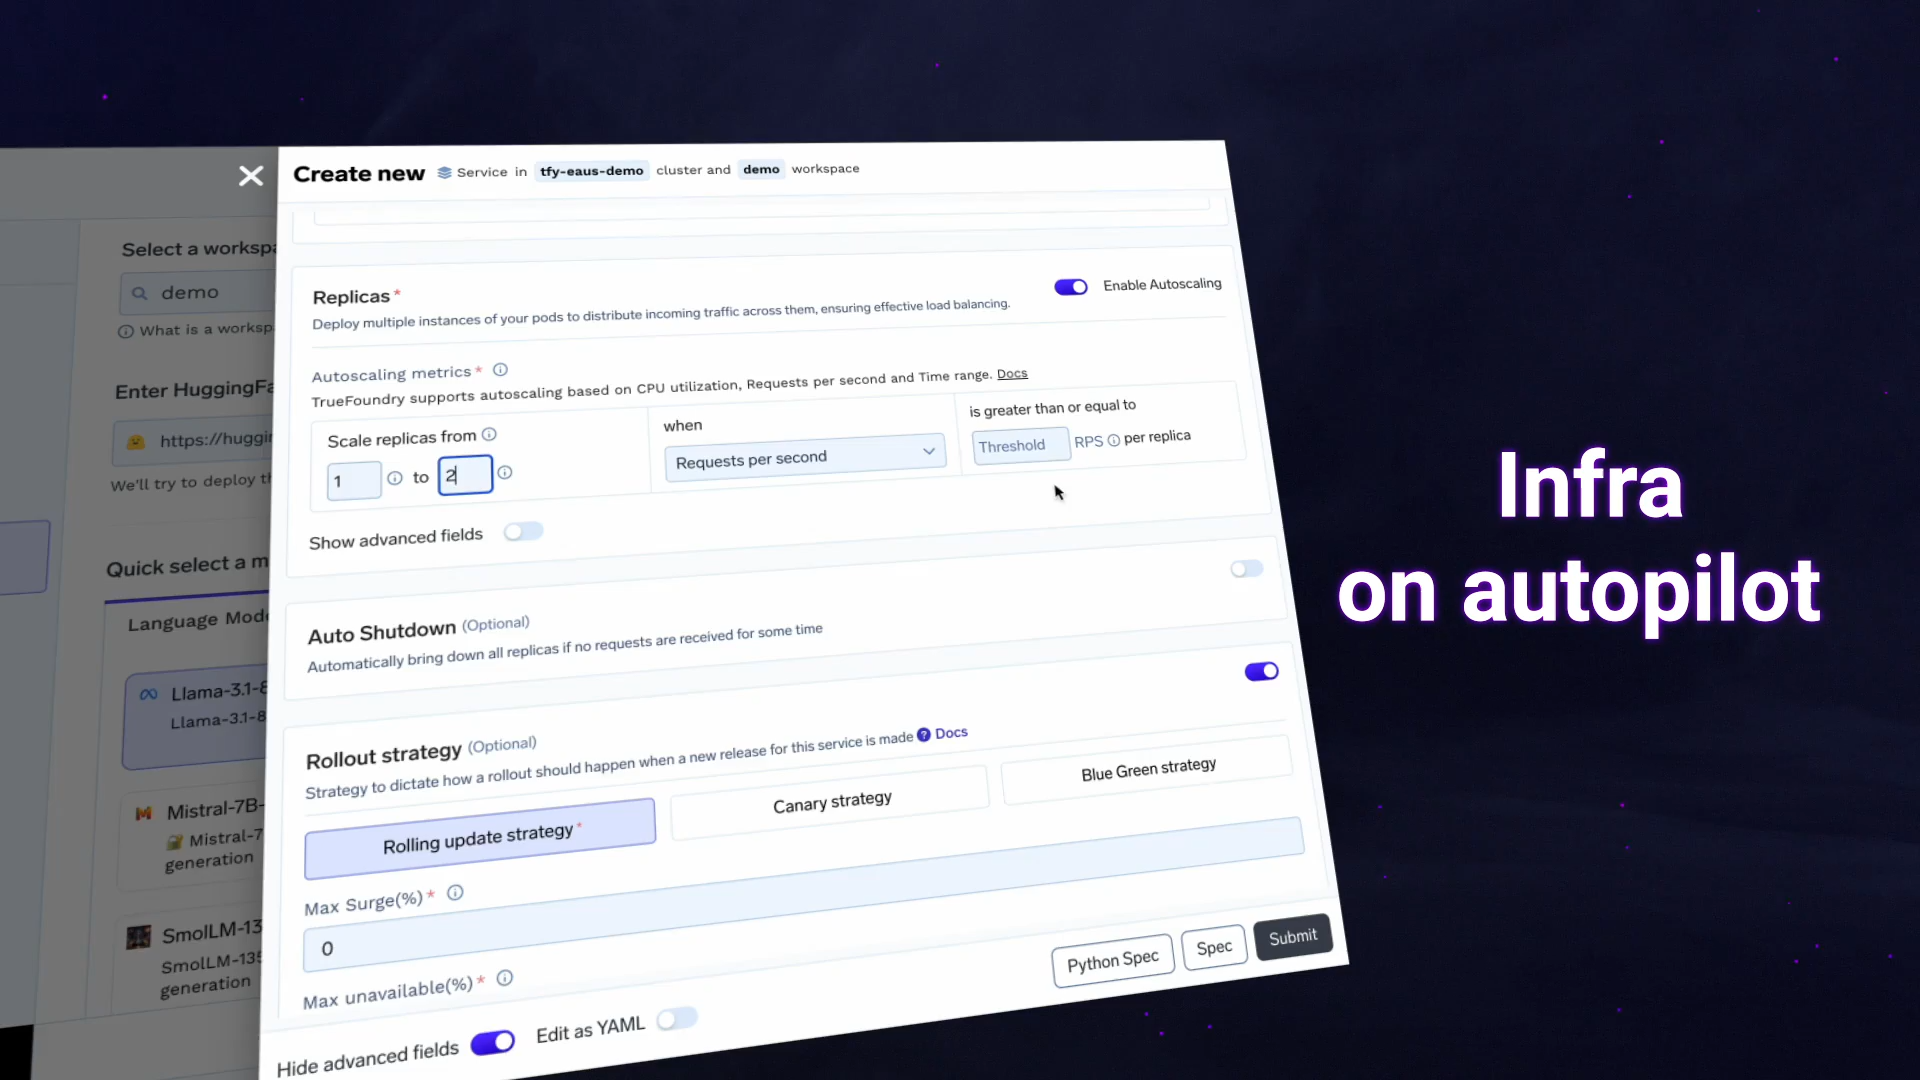 Create new Service in tfy-eaus-demo cluster and demo workspace
Select a workspa
demo
What is a workspa
Enter HuggingFa
https://huggin
We'll try to deploy th
Quick select a m
Language Mode
Llama-3.1-8
Llama-3.1-8
Mistral-7B-
Mistral-7
generation
SmolLM-13
SmolLM-135
generation
Replicas*
Enable Autoscaling
Deploy multiple instances of your pods to distribute incoming traffic across them, ensuring effective load balancing.
Autoscaling metrics*
TrueFoundry supports autoscaling based on CPU utilization, Requests per second and Time range. Docs
Scale replicas from
1 to 2
when
Requests per second
is greater than or equal to
Threshold RPS per replica
Show advanced fields
Auto Shutdown (Optional)
Automatically bring down all replicas if no requests are received for some time
Rollout strategy (Optional)
Strategy to dictate how a rollout should happen when a new release for this service is made Docs
Rolling update strategy*
Canary strategy
Blue Green strategy
Max Surge(%)*
0
Max unavailable(%)*
Python Spec
Spec
Submit
Hide advanced fields
Edit as YAML
Infra
on autopilot